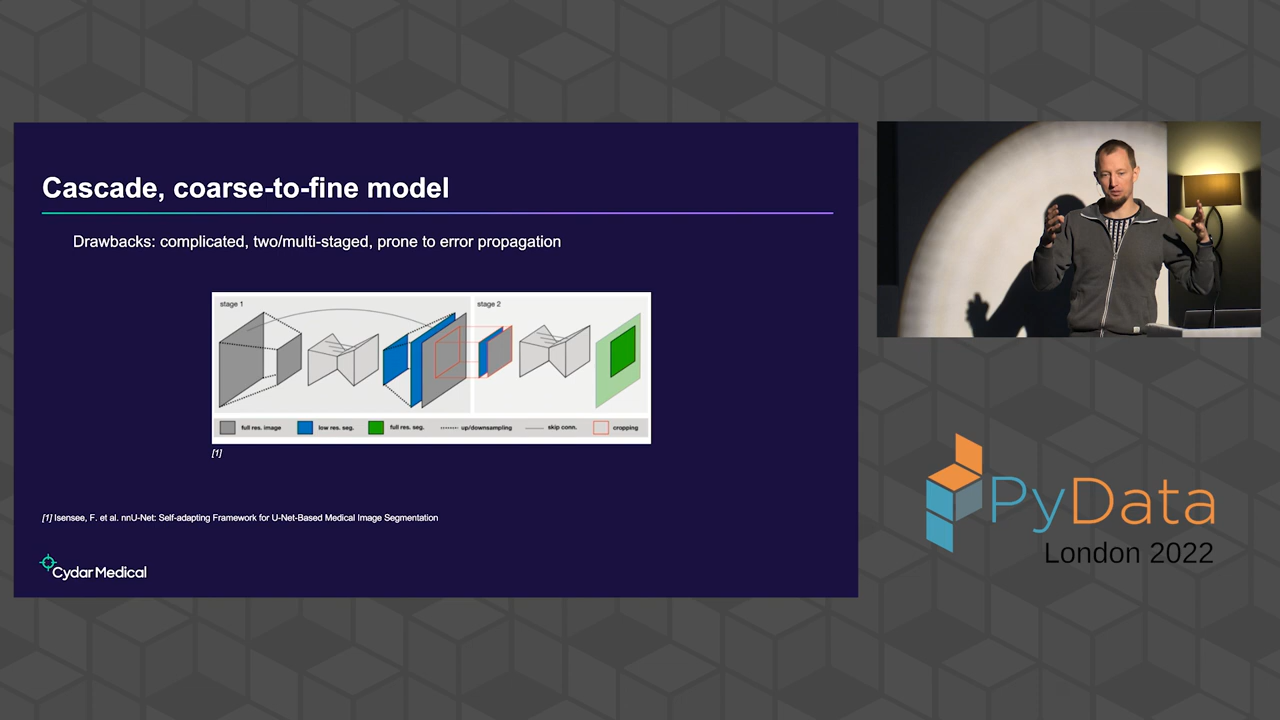 Cascade, coarse-to-fine model
Drawbacks: complicated, two/multi-staged, prone to error propagation
stage 1
stage 2
full res. image
low res. seg.
full res. seg.
up/downsampling
skip conn.
cropping
[1]
[1] Isensee, F. et al. nnU-Net: Self-adapting Framework for U-Net-Based Medical Image Segmentation
Cydar Medical
PyData
London 2022